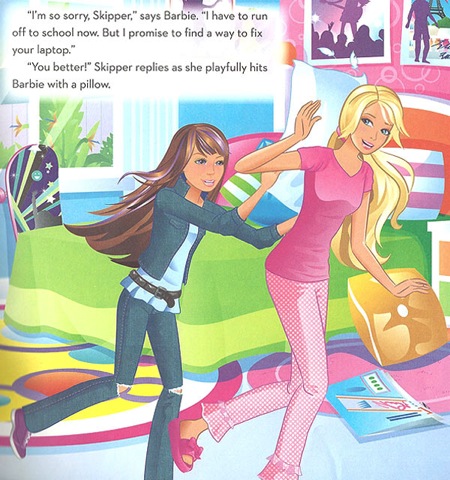 “I’m so sorry, Skipper,” says Barbie. “I have to run
off to school now. But I promise to find a way to fix
your laptop.”
“You better!” Skipper replies as she playfully hits
Barbie with a pillow.